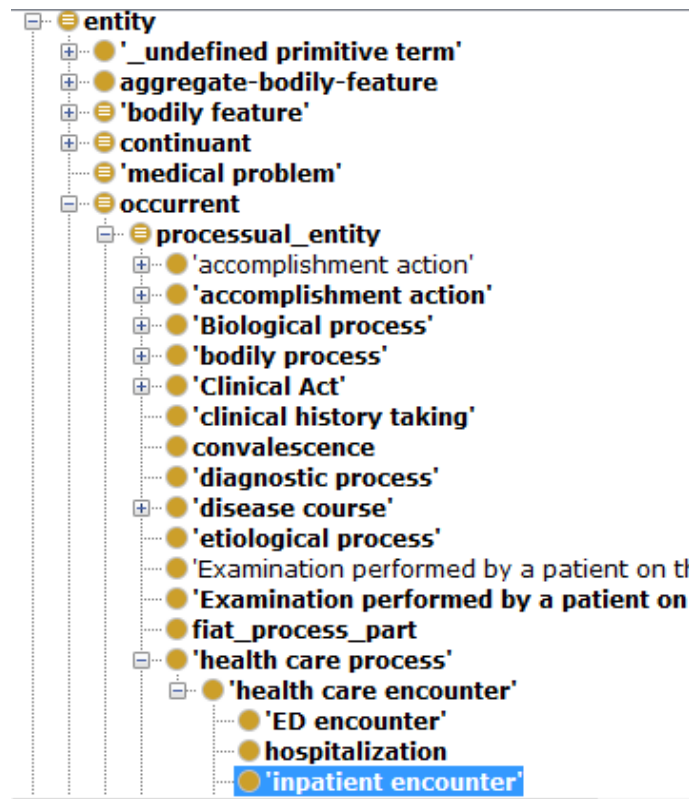 entity
'_undefined primitive term'
aggregate-bodily-feature
'bodily feature'
continuant
'medical problem'
occurrent
processual_entity
'accomplishment action'
'accomplishment action'
'Biological process'
'bodily process'
'Clinical Act'
'clinical history taking'
convalescence
'diagnostic process'
'disease course'
'etiological process'
'Examination performed by a patient on
'Examination performed by a patient on
fiat_process_part
'health care process'
'health care encounter'
'ED encounter'
hospitalization
'inpatient encounter'